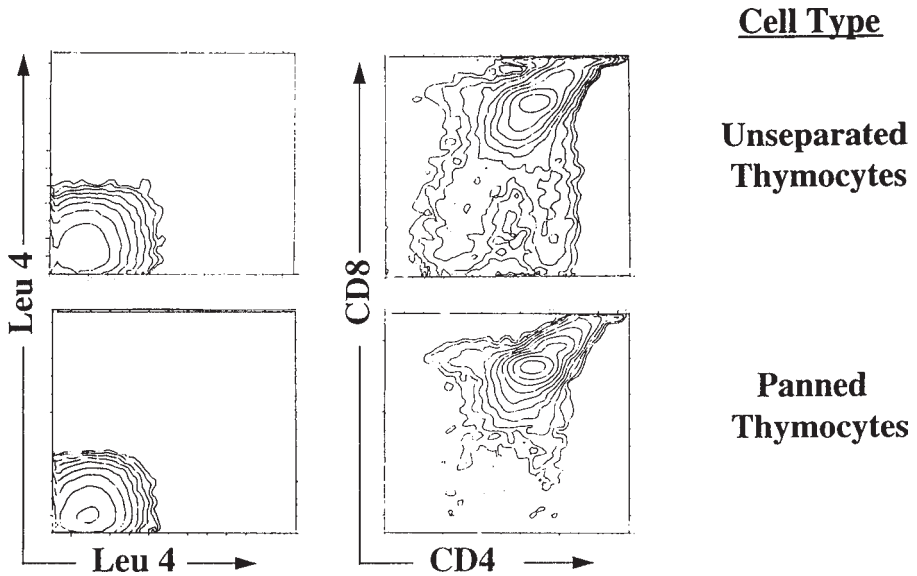 Cell Type
Unseparated
Thymocytes
Leu 4
CD8
Panned
Thymocytes
Leu 4
CD4